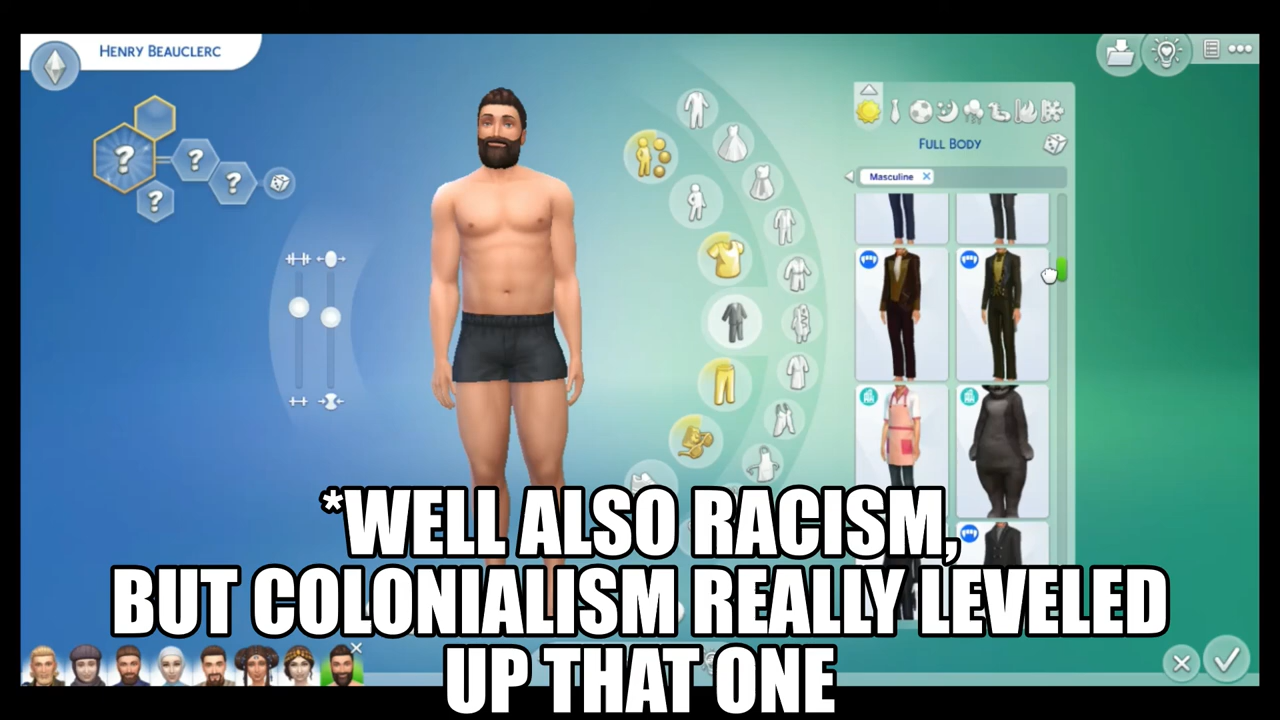 HENRY BEAUCLERC
FULL BODY
Masculine
*WELL ALSO RACISM,
BUT COLONIALISM REALLY LEVELED
UP THAT ONE